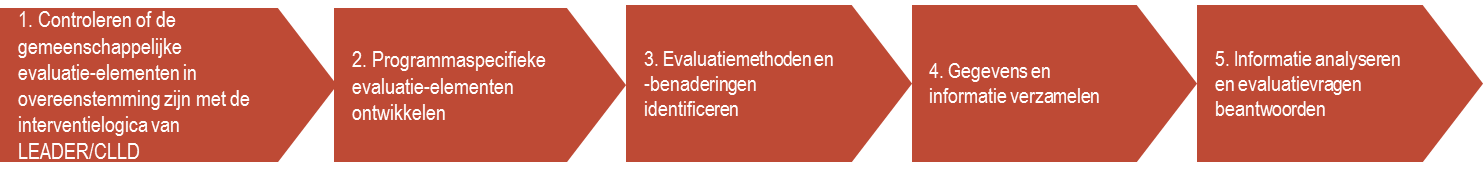 1. Controleren of de
gemeenschappelijke
evaluatie-elementen in
overeenstemming zijn met de
interventielogica van
LEADER/CLLD
2. Programmaspecifieke
evaluatie-elementen
ontwikkelen
3. Evaluatiemethoden en
-benaderingen
identificeren
4. Gegevens en
informatie verzamelen
5. Informatie analyseren
en evaluatievragen
beantwoorden